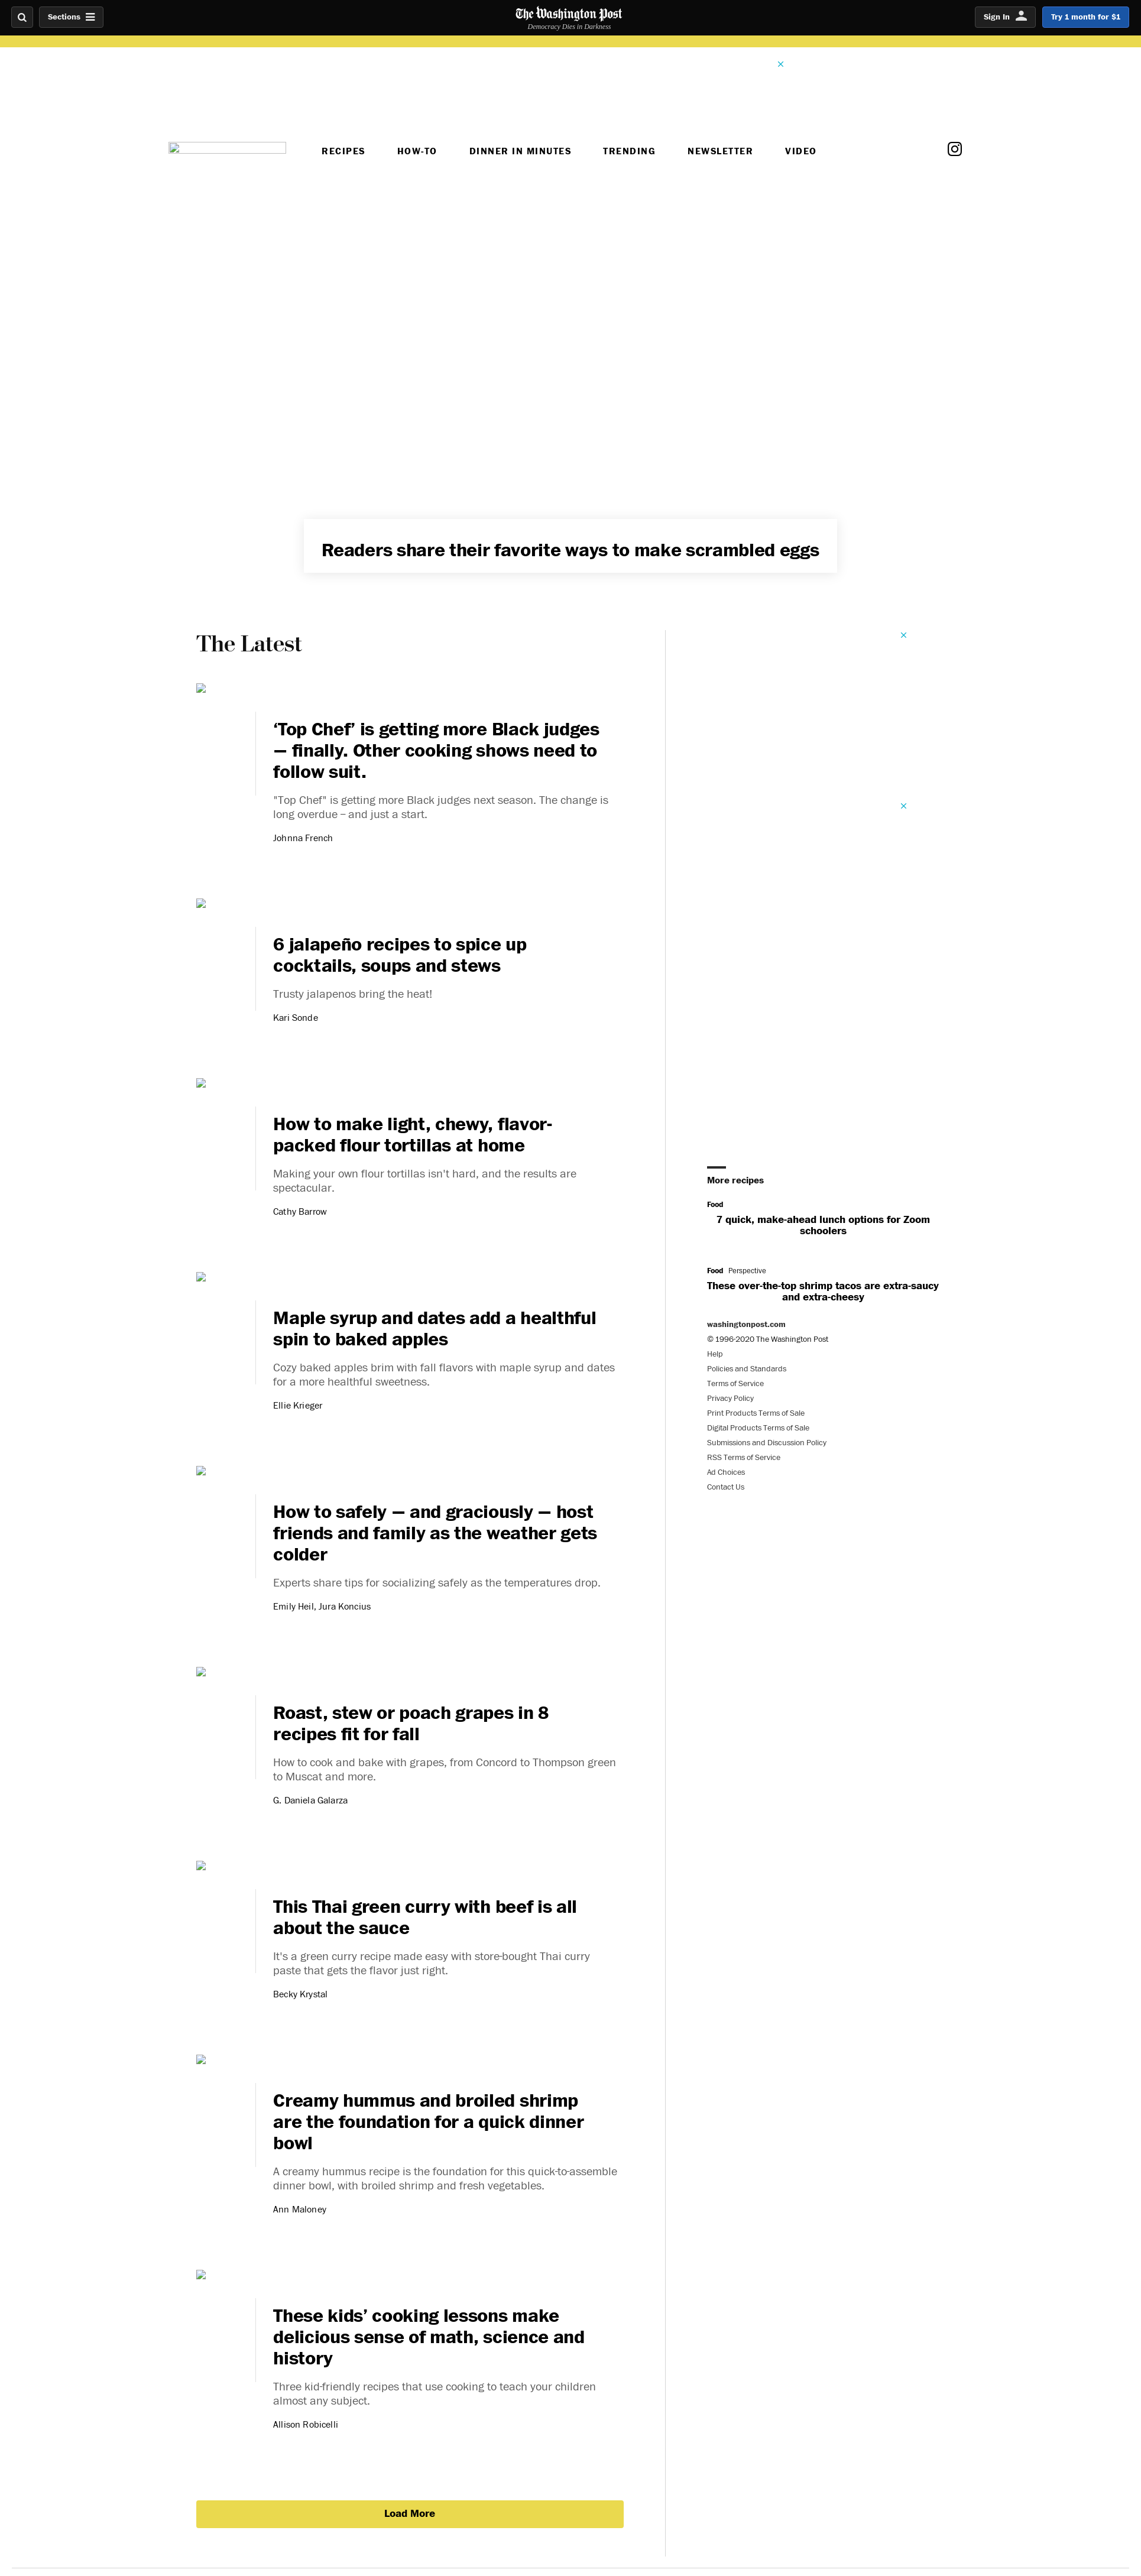 Sections
The Washington Post
Democracy Dies in Darkness
Sign In
Try 1 month for $1
RECIPES
HOW-TO
DINNER IN MINUTES
TRENDING
NEWSLETTER
VIDEO
Readers share their favorite ways to make scrambled eggs
The Latest
‘Top Chef’ is getting more Black judges
— finally. Other cooking shows need to
follow suit.
"Top Chef" is getting more Black judges next season. The change is
long overdue – and just a start.
Johnna French
6 jalapeño recipes to spice up
cocktails, soups and stews
Trusty jalapenos bring the heat!
Kari Sonde
How to make light, chewy, flavor-
packed flour tortillas at home
Making your own flour tortillas isn't hard, and the results are
spectacular.
Cathy Barrow
Maple syrup and dates add a healthful
spin to baked apples
Cozy baked apples brim with fall flavors with maple syrup and dates
for a more healthful sweetness.
Ellie Krieger
How to safely — and graciously — host
friends and family as the weather gets
colder
Experts share tips for socializing safely as the temperatures drop.
Emily Heil, Jura Koncius
Roast, stew or poach grapes in 8
recipes fit for fall
How to cook and bake with grapes, from Concord to Thompson green
to Muscat and more.
G. Daniela Galarza
This Thai green curry with beef is all
about the sauce
It's a green curry recipe made easy with store-bought Thai curry
paste that gets the flavor just right.
Becky Krystal
Creamy hummus and broiled shrimp
are the foundation for a quick dinner
bowl
A creamy hummus recipe is the foundation for this quick-to-assemble
dinner bowl, with broiled shrimp and fresh vegetables.
Ann Maloney
These kids’ cooking lessons make
delicious sense of math, science and
history
Three kid-friendly recipes that use cooking to teach your children
almost any subject.
Allison Robicelli
Load More
More recipes
Food
7 quick, make-ahead lunch options for Zoom
schoolers
Food Perspective
These over-the-top shrimp tacos are extra-saucy
and extra-cheesy
washingtonpost.com
© 1996-2020 The Washington Post
Help
Policies and Standards
Terms of Service
Privacy Policy
Print Products Terms of Sale
Digital Products Terms of Sale
Submissions and Discussion Policy
RSS Terms of Service
Ad Choices
Contact Us